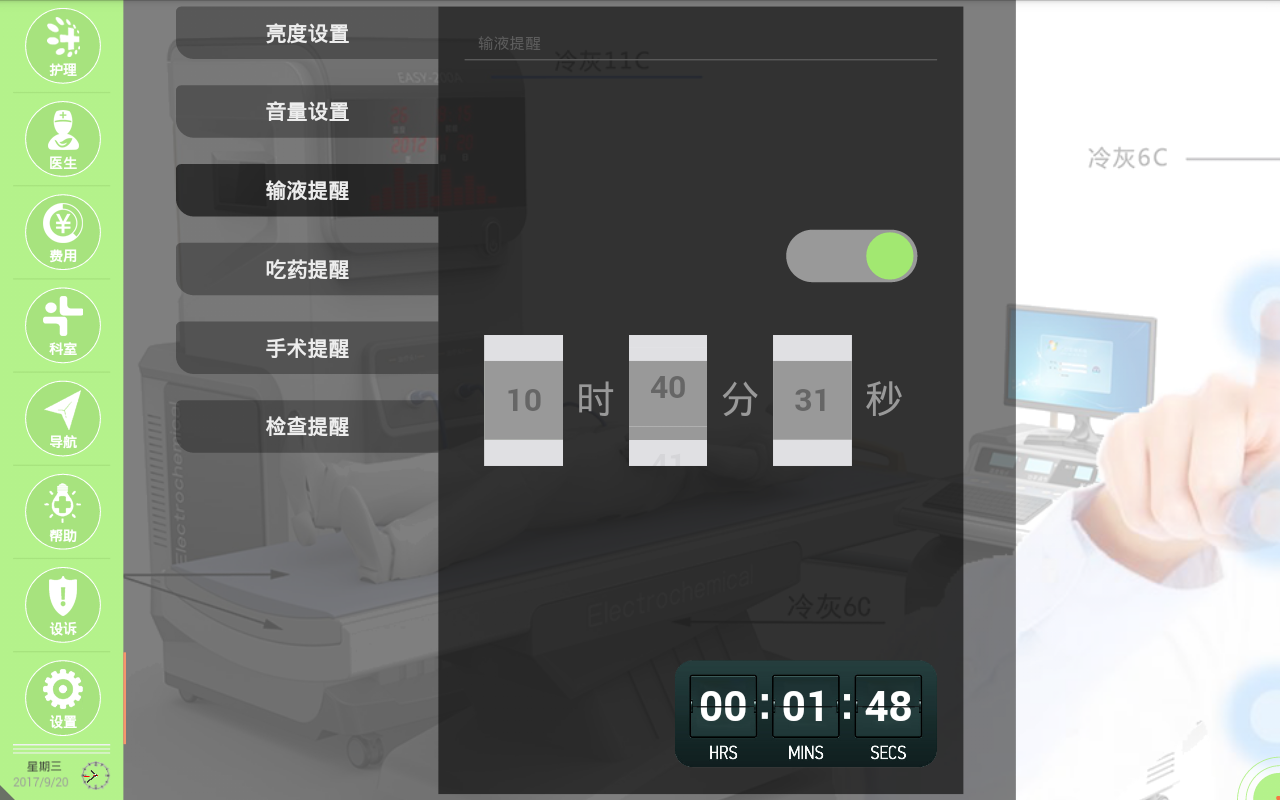 护理
医生
费用
科室
导航
帮助
设诉
设置
星期三
2017/9/20
亮度设置
音量设置
输液提醒
吃药提醒
手术提醒
检查提醒
输液提醒
冷灰11C
EASY-200A
10 时 40 分 31 秒
41
冷灰6C
Electrochemical
Electrochemical
冷灰6C
00:01:48
HRS MINS SECS